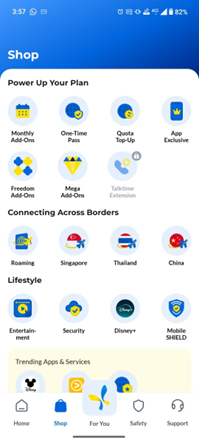 3:57
82%
Shop
Power Up Your Plan
Monthly
Add-Ons
One-Time
Pass
Quota
Top-Up
App
Exclusive
Freedom
Add-Ons
Mega
Add-Ons
Talktime
Extension
Connecting Across Borders
Roaming
Singapore
Thailand
China
Lifestyle
Entertain-
ment
Security
Disney+
Mobile
SHIELD
Trending Apps & Services
Home
Shop
For You
Safety
Support